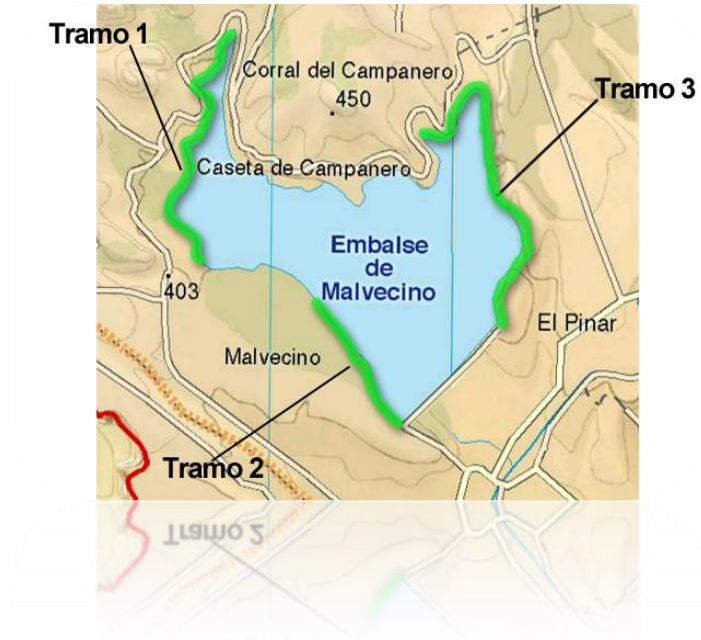 Tramo 1
Corral del Campanero
450
Tramo 3
Caseta de Campanero
Embalse
de
Malvecino
403
El Pinar
Malvecino
Tramo 2
Tramo 2